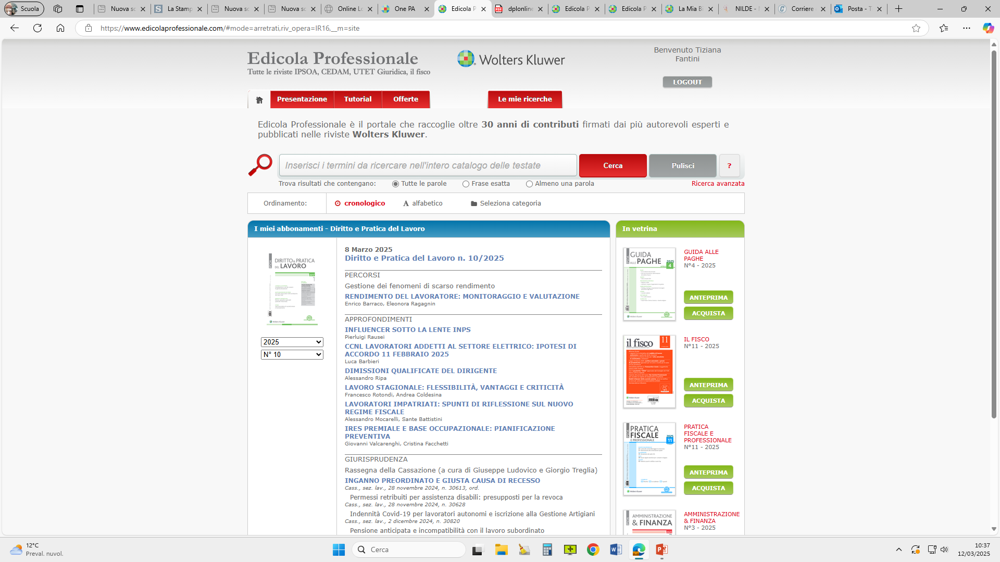 Scuola
Nuova sc
La Stamp
Nuova sc
Nuova sc
Online Lo
One PA
Edicola P
dplonline
Edicola P
Edicola P
La Mia Bi
NILDE -
Corriere
Posta - T
https://www.edicolaprofessionale.com/#mode=arretrati,riv_opera=IR16,__m=site
Edicola Professionale
Tutte le riviste IPSOA, CEDAM, UTET Giuridica, il fisco
Wolters Kluwer
Benvenuto Tiziana
Fantini
LOGOUT
Presentazione
Tutorial
Offerte
Le mie ricerche
Edicola Professionale è il portale che raccoglie oltre 30 anni di contributi firmati dai più autorevoli esperti e
pubblicati nelle riviste Wolters Kluwer.
Inserisci i termini da ricercare nell'intero catalogo delle testate
Cerca
Pulisci
?
Trova risultati che contengano:
Tutte le parole
Frase esatta
Almeno una parola
Ricerca avanzata
Ordinamento:
cronologico
A alfabetico
Seleziona categoria
I miei abbonamenti - Diritto e Pratica del Lavoro
DIRITTO & PRATICA
DEL LAVORO
Wolters Kluwer
2025
N° 10
8 Marzo 2025
Diritto e Pratica del Lavoro n. 10/2025
PERCORSI
Gestione dei fenomeni di scarso rendimento
RENDIMENTO DEL LAVORATORE: MONITORAGGIO E VALUTAZIONE
Enrico Barraco, Eleonora Ragagnin
APPROFONDIMENTI
INFLUENCER SOTTO LA LENTE INPS
Pierluigi Rausei
CCNL LAVORATORI ADDETTI AL SETTORE ELETTRICO: IPOTESI DI
ACCORDO 11 FEBBRAIO 2025
Luca Barbieri
DIMISSIONI QUALIFICATE DEL DIRIGENTE
Alessandro Ripa
LAVORO STAGIONALE: FLESSIBILITÀ, VANTAGGI E CRITICITÀ
Francesco Rotondi, Andrea Coldesina
LAVORATORI IMPATRIATI: SPUNTI DI RIFLESSIONE SUL NUOVO
REGIME FISCALE
Alessandro Mocarelli, Sante Battistini
IRES PREMIALE E BASE OCCUPAZIONALE: PIANIFICAZIONE
PREVENTIVA
Giovanni Valcarenghi, Cristina Facchetti
GIURISPRUDENZA
Rassegna della Cassazione (a cura di Giuseppe Ludovico e Giorgio Treglia)
INGANNO PREORDINATO E GIUSTA CAUSA DI RECESSO
Cass., sez. lav., 28 novembre 2024, n. 30613, ord.
Permessi retribuiti per assistenza disabili: presupposti per la revoca
Cass., sez. lav., 28 novembre 2024, n. 30628
Indennità Covid-19 per lavoratori autonomi e iscrizione alla Gestione Artigiani
Cass., sez. lav., 2 dicembre 2024, n. 30820
Pensione anticipata e incompatibilità con il lavoro subordinato
In vetrina
GUIDA
ALLE PAGHE
2025
4
Wolters Kluwer
GUIDA ALLE
PAGHE
N°4 - 2025
ANTEPRIMA
ACQUISTA
il fisco
11
Wolters Kluwer
IL FISCO
N°11 - 2025
ANTEPRIMA
ACQUISTA
PRATICA
FISCALE
E PROFESSIONALE
2025
11
Wolters Kluwer
PRATICA
FISCALE E
PROFESSIONALE
N°11 - 2025
ANTEPRIMA
ACQUISTA
AMMINISTRAZIONE
& FINANZA
AMMINISTRAZIONE
& FINANZA
N°3 - 2025
12°C
Preval. nuvol.
Cerca
10:37
12/03/2025